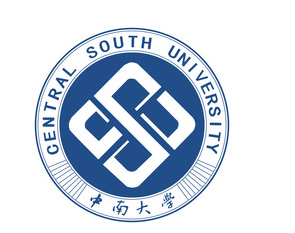 CENTRAL SOUTH UNIVERSITY
中南大学